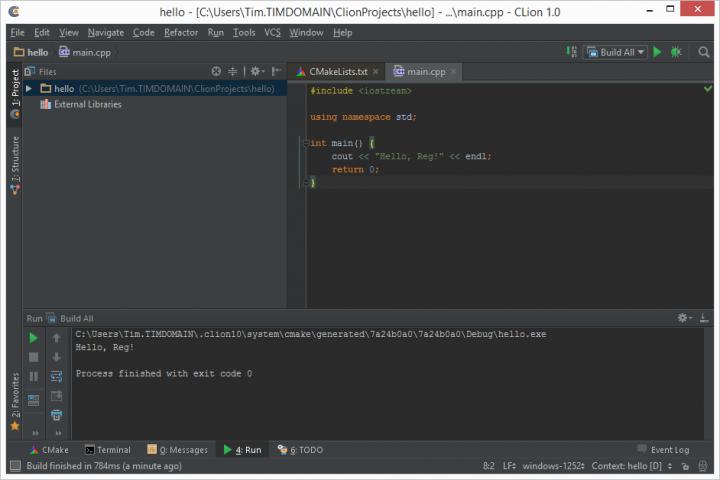 hello - [C:\Users\Tim.TIMDOMAIN\ClionProjects\hello] - ...\main.cpp - CLion 1.0
File Edit View Navigate Code Refactor Run Tools VCS Window Help
hello main.cpp Build All
1: Project
Files
hello (C:\Users\Tim.TIMDOMAIN\ClionProjects\hello)
External Libraries
7: Structure
CMakeLists.txt main.cpp
#include <iostream>
using namespace std;
int main() {
cout << "Hello, Reg!" << endl;
return 0;
}
Run Build All
C:\Users\Tim.TIMDOMAIN\.clion10\system\cmake\generated\7a24b0a0\7a24b0a0\Debug\hello.exe
Hello, Reg!
Process finished with exit code 0
2: Favorites
CMake Terminal 0: Messages 4: Run 6: TODO Event Log
Build finished in 784ms (a minute ago) 8:2 LF windows-1252 Context: hello [D]